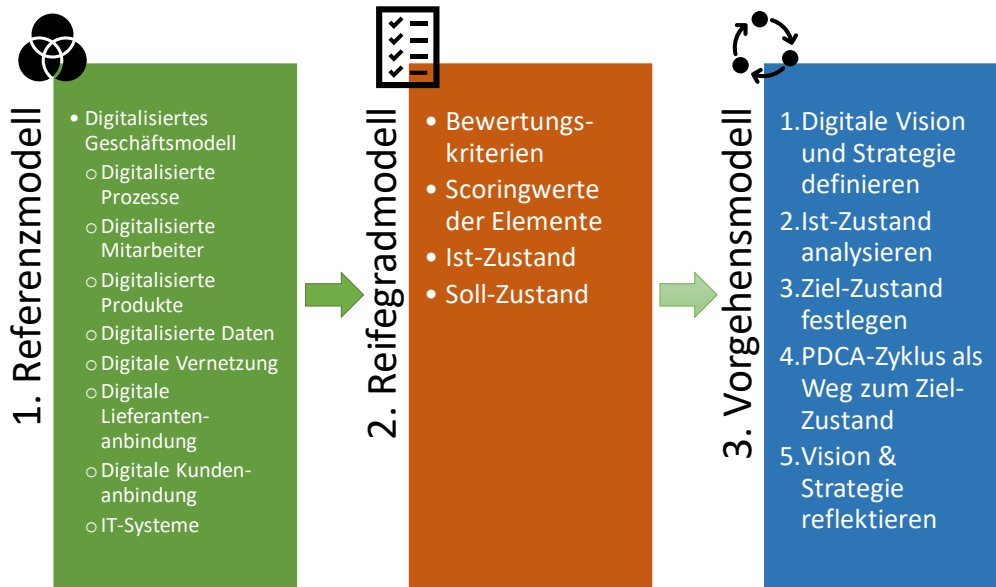 1. Referenzmodell
• Digitalisiertes
Geschäftsmodell
o Digitalisierte
Prozesse
o Digitalisierte
Mitarbeiter
o Digitalisierte
Produkte
o Digitalisierte Daten
o Digitale Vernetzung
o Digitale
Lieferanten-
anbindung
o Digitale Kunden-
anbindung
o IT-Systeme
2. Reifegradmodell
• Bewertungs-
kriterien
• Scoringwerte
der Elemente
• Ist-Zustand
• Soll-Zustand
3. Vorgehensmodell
1.Digitale Vision
und Strategie
definieren
2.Ist-Zustand
analysieren
3.Ziel-Zustand
festlegen
4.PDCA-Zyklus als
Weg zum Ziel-
Zustand
5.Vision &
Strategie
reflektieren